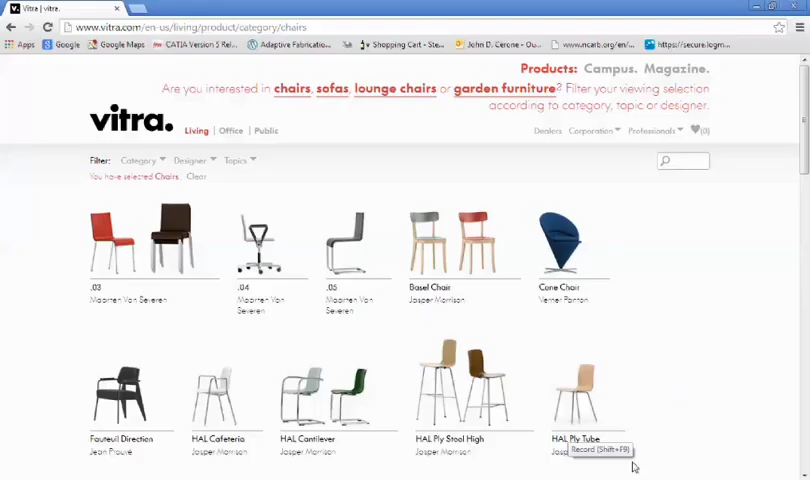 Vitra | vitra.
www.vitra.com/en-us/living/product/category/chairs
Apps Google Google Maps CATIA Version 5 Rel... Adaptive Fabricatio... Shopping Cart - Ste... John D. Cerone - Ou... www.ncarb.org/en/... https://secure.logm...
Products: Campus. Magazine.
Are you interested in chairs, sofas, lounge chairs or garden furniture? Filter your viewing selection
according to category, topic or designer.
vitra.
Living | Office | Public
Dealers Corporation Professionals (0)
Filter: Category Designer Topics
You have selected Chairs. Clear
.03
Maarten Van Severen
.04
Maarten Van
Severen
.05
Maarten Van
Severen
Basel Chair
Jasper Morrison
Cone Chair
Verner Panton
Fauteuil Direction
Jean Prouvé
HAL Cafeteria
Jasper Morrison
HAL Cantilever
Jasper Morrison
HAL Ply Stool High
Jasper Morrison
HAL Ply Tube
Record (Shift+F9)